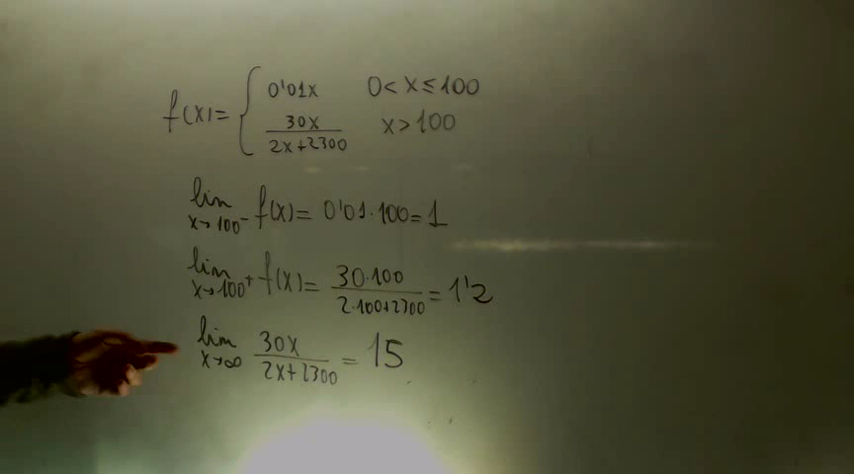 f(x) = { 0'01x 0 < x ≤ 100
30x / 2x+2300 x > 100
lim x→100⁻ f(x) = 0'01·100 = 1
lim x→100⁺ f(x) = 30·100 / 2·100+2300 = 1'2
lim x→∞ 30x / 2x+2300 = 15